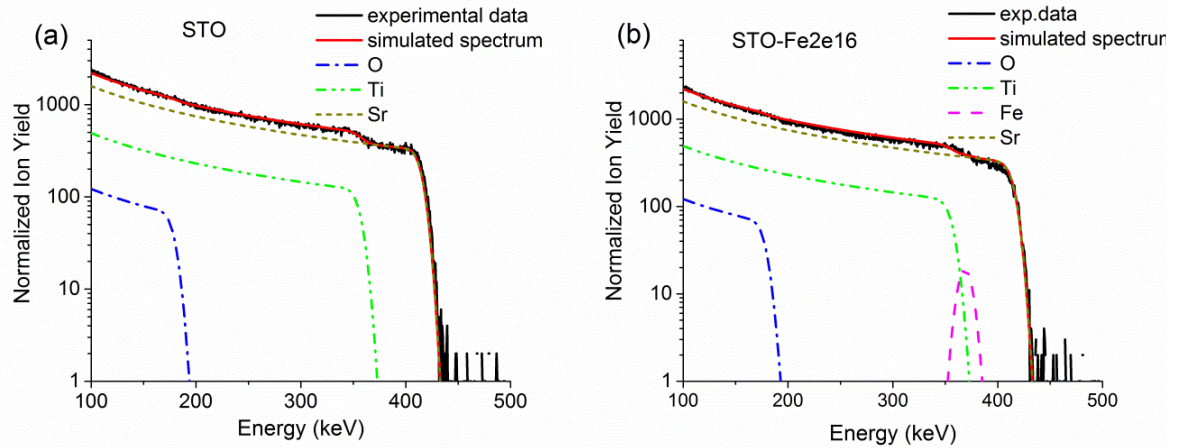 (a)
STO
experimental data
simulated spectrum
O
Ti
Sr
Normalized Ion Yield
1000
100
10
1
100
200
300
400
500
Energy (keV)
(b)
STO-Fe2e16
exp.data
simulated spectrum
O
Ti
Fe
Sr
Normalized Ion Yield
1000
100
10
1
100
200
300
400
500
Energy (keV)